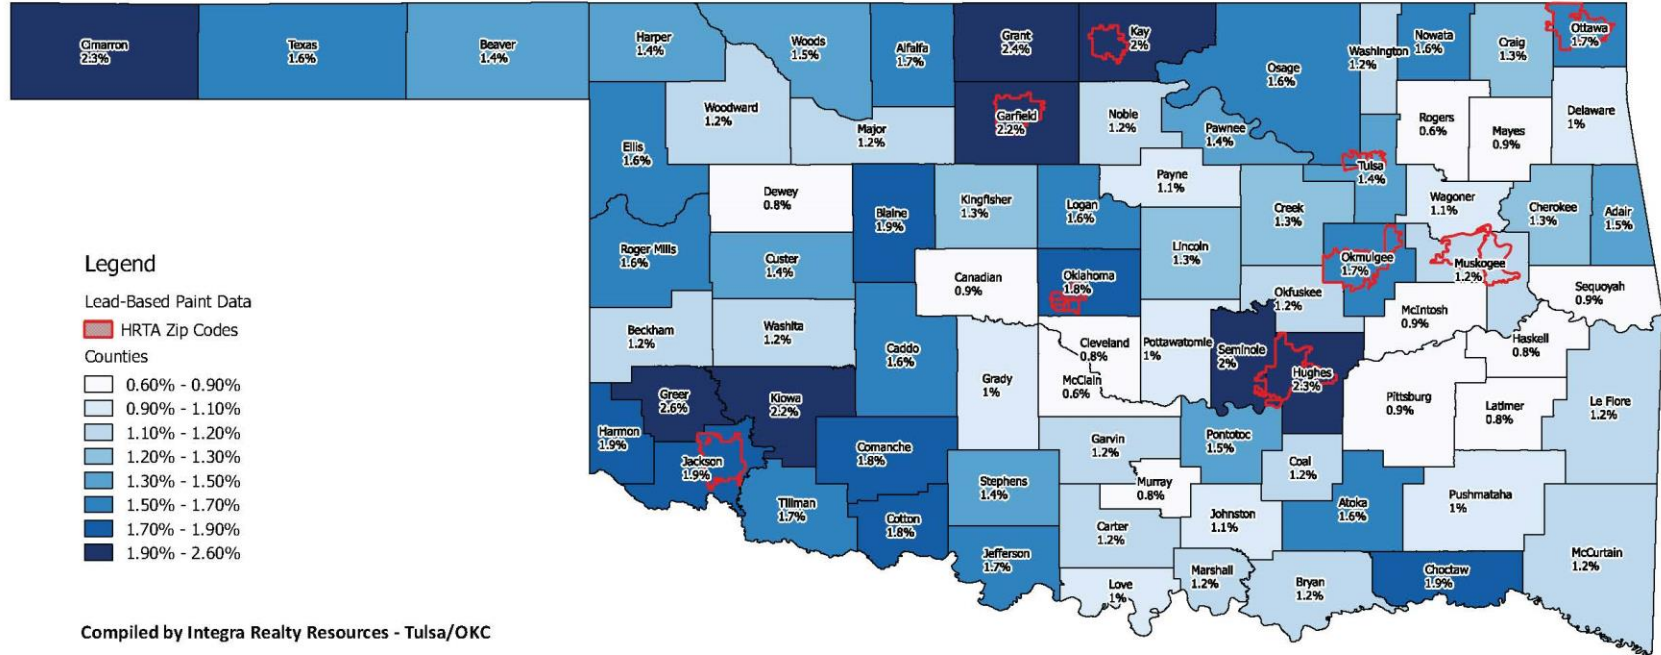 Cimarron
2.3%
Texas
1.6%
Beaver
1.4%
Harper
1.4%
Woods
1.5%
Alfalfa
1.7%
Grant
2.4%
Kay
2%
Osage
1.6%
Washington
1.2%
Nowata
1.6%
Craig
1.3%
Ottawa
1.7%
Woodward
1.2%
Ellis
1.6%
Major
1.2%
Garfield
2.2%
Noble
1.2%
Pawnee
1.4%
Tulsa
1.4%
Rogers
0.6%
Mayes
0.9%
Delaware
1%
Dewey
0.8%
Blaine
1.9%
Kingfisher
1.3%
Logan
1.6%
Payne
1.1%
Creek
1.3%
Wagoner
1.1%
Cherokee
1.3%
Adair
1.5%
Roger Mills
1.6%
Custer
1.4%
Canadian
0.9%
Oklahoma
1.8%
Lincoln
1.3%
Okmulgee
1.7%
Muskogee
1.2%
Okfuskee
1.2%
McIntosh
0.9%
Sequoyah
0.9%
Beckham
1.2%
Washita
1.2%
Caddo
1.6%
Grady
1%
Cleveland
0.8%
McClain
0.6%
Pottawatomie
1%
Seminole
2%
Hughes
2.3%
Haskell
0.8%
Pittsburg
0.9%
Latimer
0.8%
Le Flore
1.2%
Greer
2.6%
Kiowa
2.2%
Harmon
1.9%
Jackson
1.9%
Comanche
1.8%
Tillman
1.7%
Cotton
1.8%
Stephens
1.4%
Jefferson
1.7%
Garvin
1.2%
Murray
0.8%
Pontotoc
1.5%
Coal
1.2%
Carter
1.2%
Johnston
1.1%
Atoka
1.6%
Pushmataha
1%
Love
1%
Marshall
1.2%
Bryan
1.2%
Choctaw
1.9%
McCurtain
1.2%
Legend
Lead-Based Paint Data
HRTA Zip Codes
Counties
0.60% - 0.90%
0.90% - 1.10%
1.10% - 1.20%
1.20% - 1.30%
1.30% - 1.50%
1.50% - 1.70%
1.70% - 1.90%
1.90% - 2.60%
Compiled by Integra Realty Resources - Tulsa/OKC